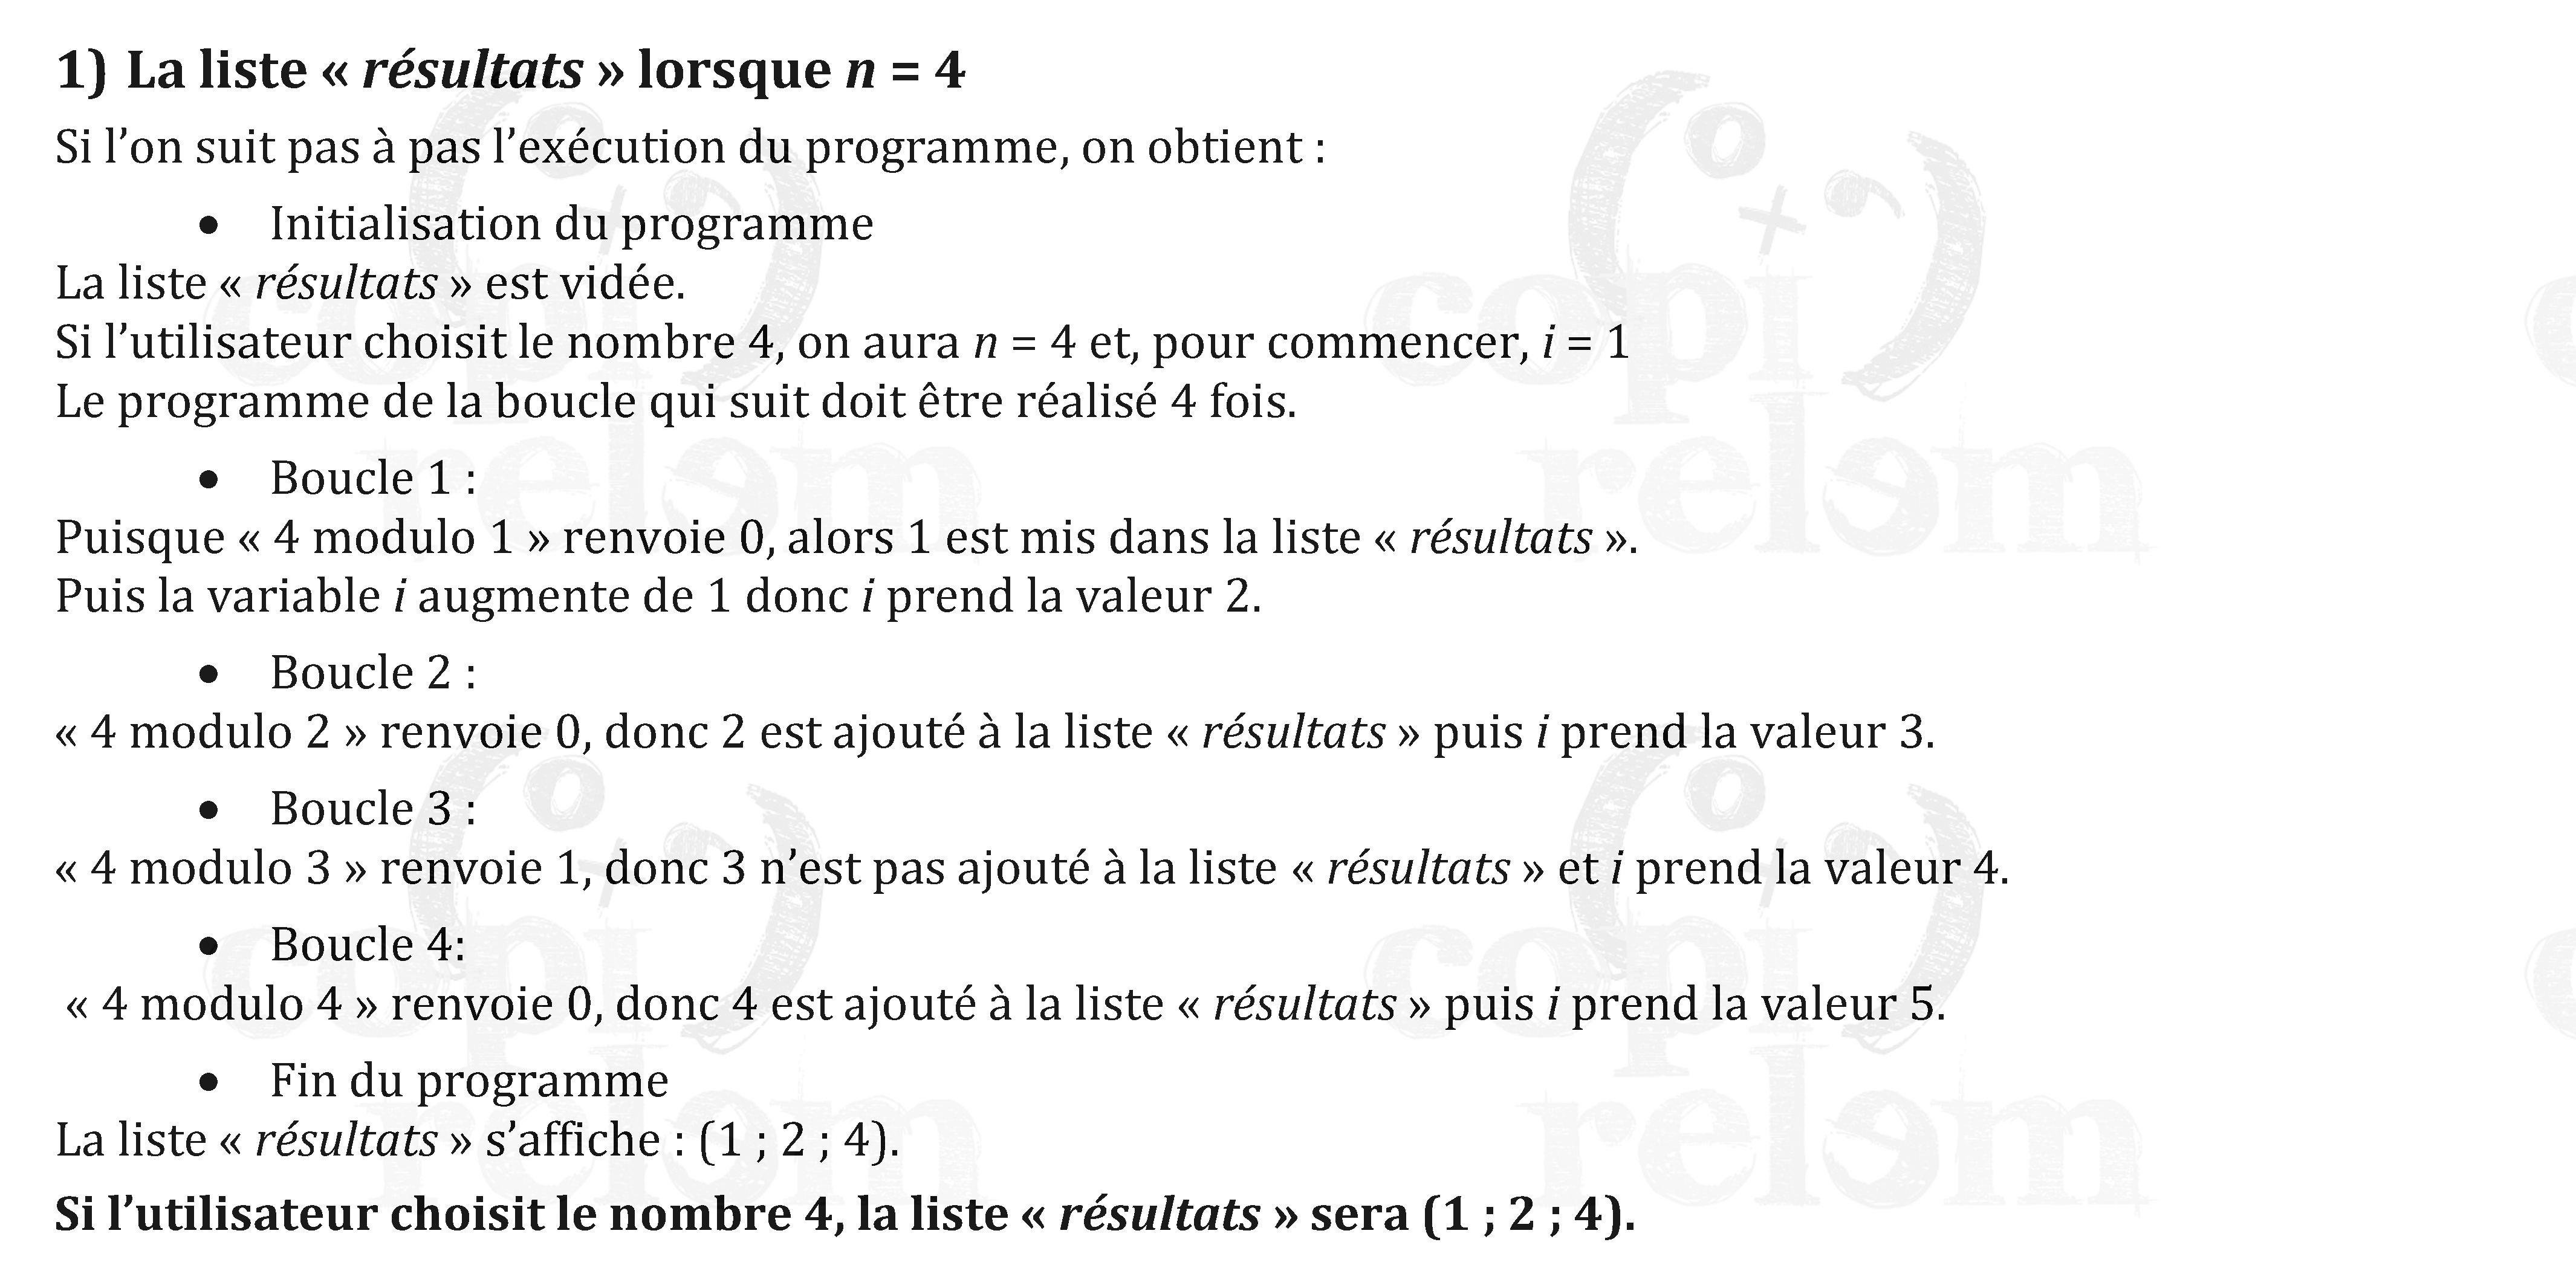 1) La liste « résultats » lorsque n = 4
Si l’on suit pas à pas l’exécution du programme, on obtient :
• Initialisation du programme
La liste « résultats » est vidée.
Si l’utilisateur choisit le nombre 4, on aura n = 4 et, pour commencer, i = 1
Le programme de la boucle qui suit doit être réalisé 4 fois.
• Boucle 1 :
Puisque « 4 modulo 1 » renvoie 0, alors 1 est mis dans la liste « résultats ».
Puis la variable i augmente de 1 donc i prend la valeur 2.
• Boucle 2 :
« 4 modulo 2 » renvoie 0, donc 2 est ajouté à la liste « résultats » puis i prend la valeur 3.
• Boucle 3 :
« 4 modulo 3 » renvoie 1, donc 3 n’est pas ajouté à la liste « résultats » et i prend la valeur 4.
• Boucle 4:
« 4 modulo 4 » renvoie 0, donc 4 est ajouté à la liste « résultats » puis i prend la valeur 5.
• Fin du programme
La liste « résultats » s’affiche : (1 ; 2 ; 4).
Si l’utilisateur choisit le nombre 4, la liste « résultats » sera (1 ; 2 ; 4).
copi
relem
copi
relem
copi
relem
copi
relem